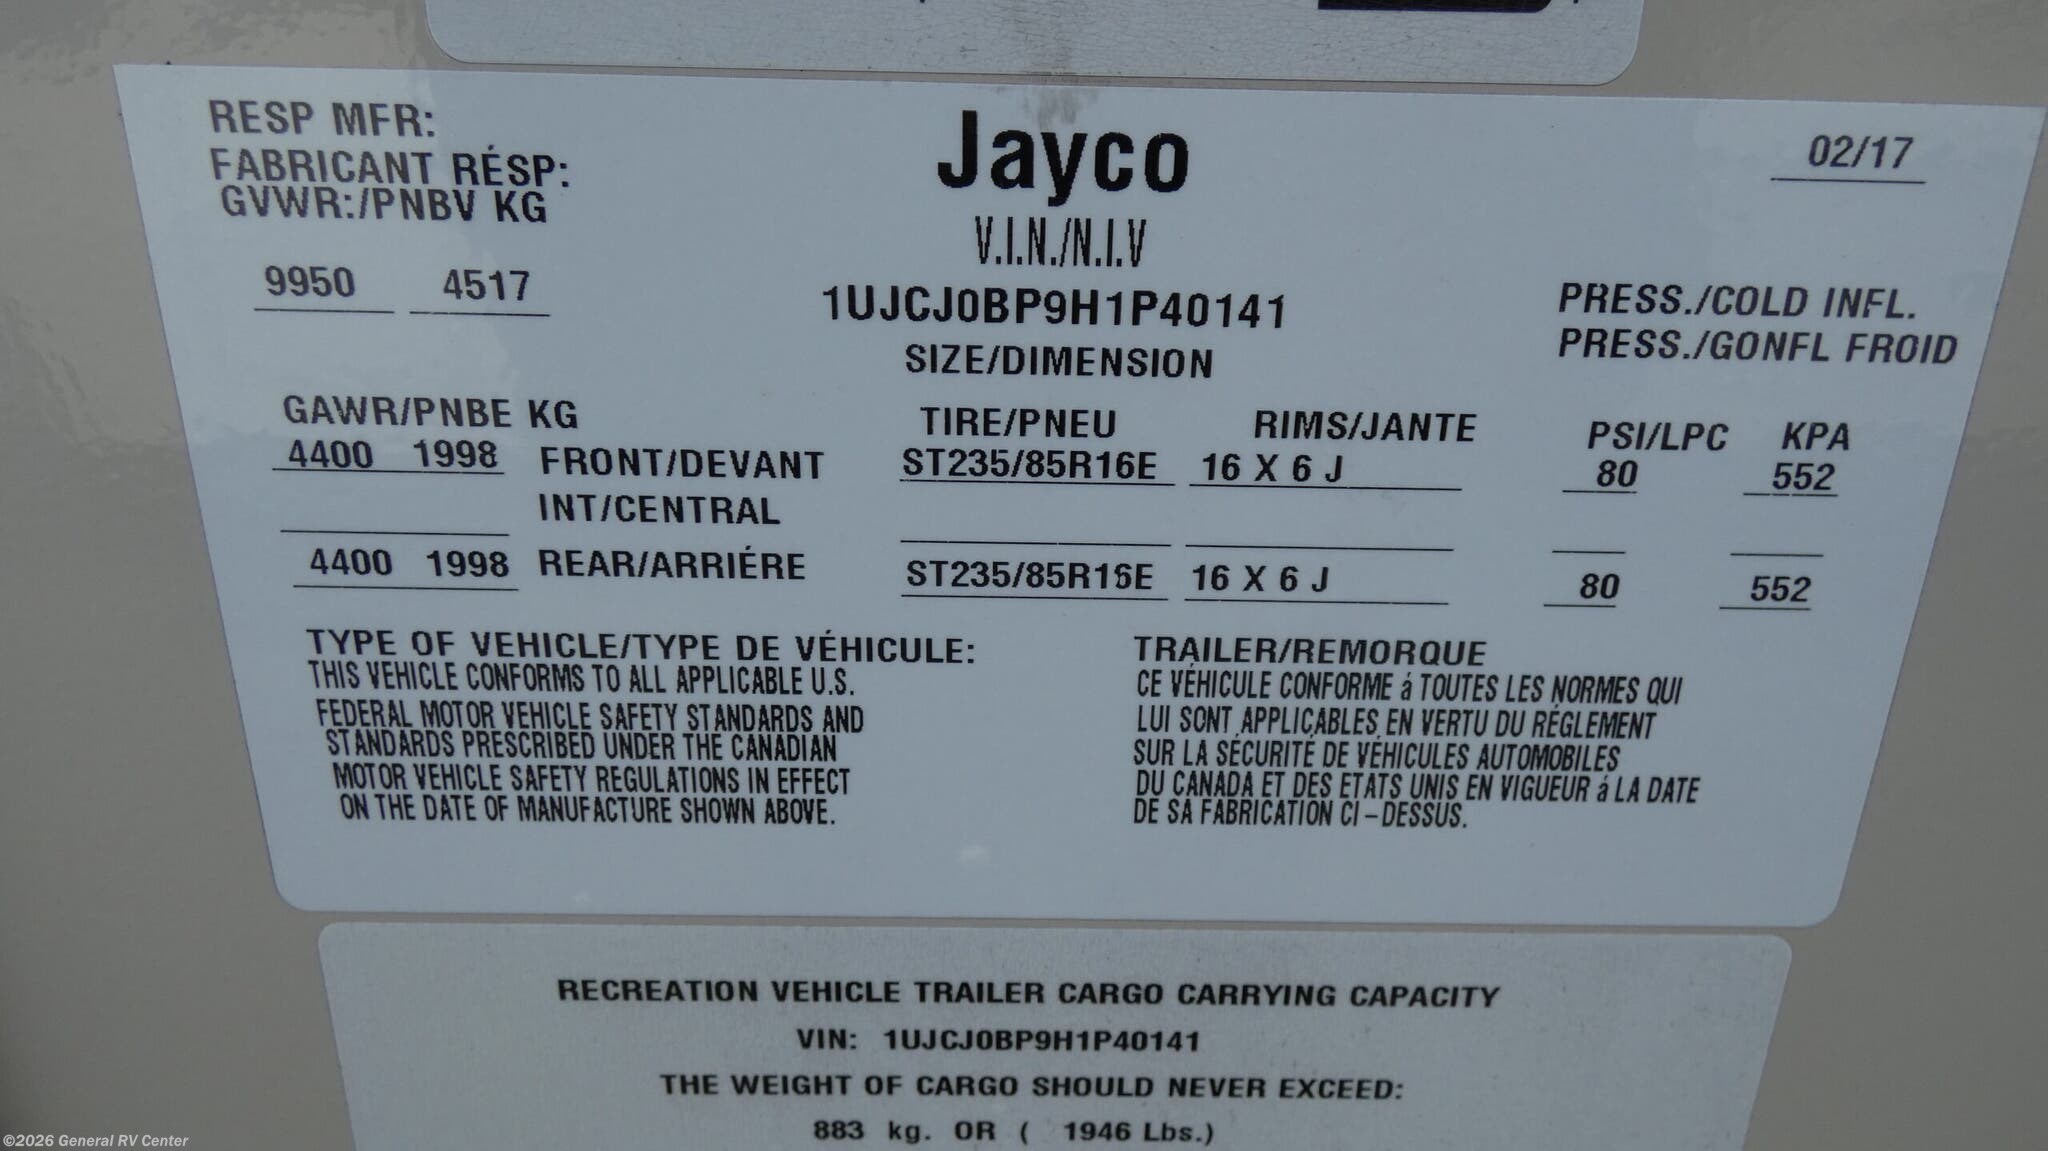 RESP MFR:
FABRICANT RÉSP:
GVWR:/PNBV KG
Jayco
02/17
V.I.N./N.I.V
9950 4517
1UJCJ0BP9H1P40141
PRESS./COLD INFL.
PRESS./GONFL FROID
SIZE/DIMENSION
GAWR/PNBE KG
TIRE/PNEU RIMS/JANTE PSI/LPC KPA
4400 1998 FRONT/DEVANT ST235/85R16E 16 X 6 J 80 552
INT/CENTRAL
4400 1998 REAR/ARRIÉRE ST235/85R16E 16 X 6 J 80 552
TYPE OF VEHICLE/TYPE DE VÉHICULE: TRAILER/REMORQUE
THIS VEHICLE CONFORMS TO ALL APPLICABLE U.S.
FEDERAL MOTOR VEHICLE SAFETY STANDARDS AND
STANDARDS PRESCRIBED UNDER THE CANADIAN
MOTOR VEHICLE SAFETY REGULATIONS IN EFFECT
ON THE DATE OF MANUFACTURE SHOWN ABOVE.
CE VÉHICULE CONFORME á TOUTES LES NORMES QUI
LUI SONT APPLICABLES EN VERTU DU RÉGLEMENT
SUR LA SÉCURITÉ DE VÉHICULES AUTOMOBILES
DU CANADA ET DES ETATS UNIS EN VIGUEUR á LA DATE
DE SA FABRICATION CI-DESSUS.
RECREATION VEHICLE TRAILER CARGO CARRYING CAPACITY
VIN: 1UJCJ0BP9H1P40141
THE WEIGHT OF CARGO SHOULD NEVER EXCEED:
883 kg. OR ( 1946 Lbs.)
©2026 General RV Center